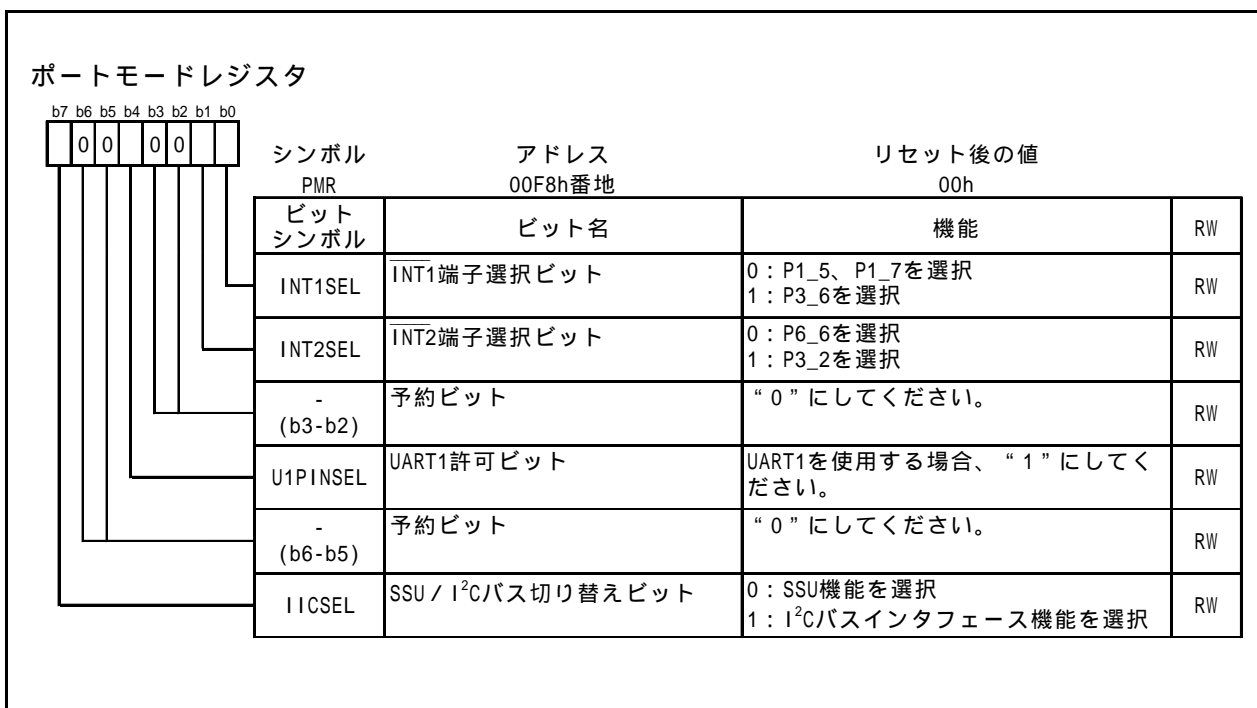 ポートモードレジスタ
b7 b6 b5 b4 b3 b2 b1 b0
0 0 0 0
シンボル アドレス リセット後の値
PMR 00F8h番地 00h
ビット
シンボル ビット名 機能 RW
INT1SEL INT1端子選択ビット 0：P1_5、P1_7を選択
1：P3_6を選択 RW
INT2SEL INT2端子選択ビット 0：P6_6を選択
1：P3_2を選択 RW
-
(b3-b2) 予約ビット “0”にしてください。 RW
U1PINSEL UART1許可ビット UART1を使用する場合、“1”にしてく
ださい。 RW
-
(b6-b5) 予約ビット “0”にしてください。 RW
IICSEL SSU／I²Cバス切り替えビット 0：SSU機能を選択
1：I²Cバスインタフェース機能を選択 RW